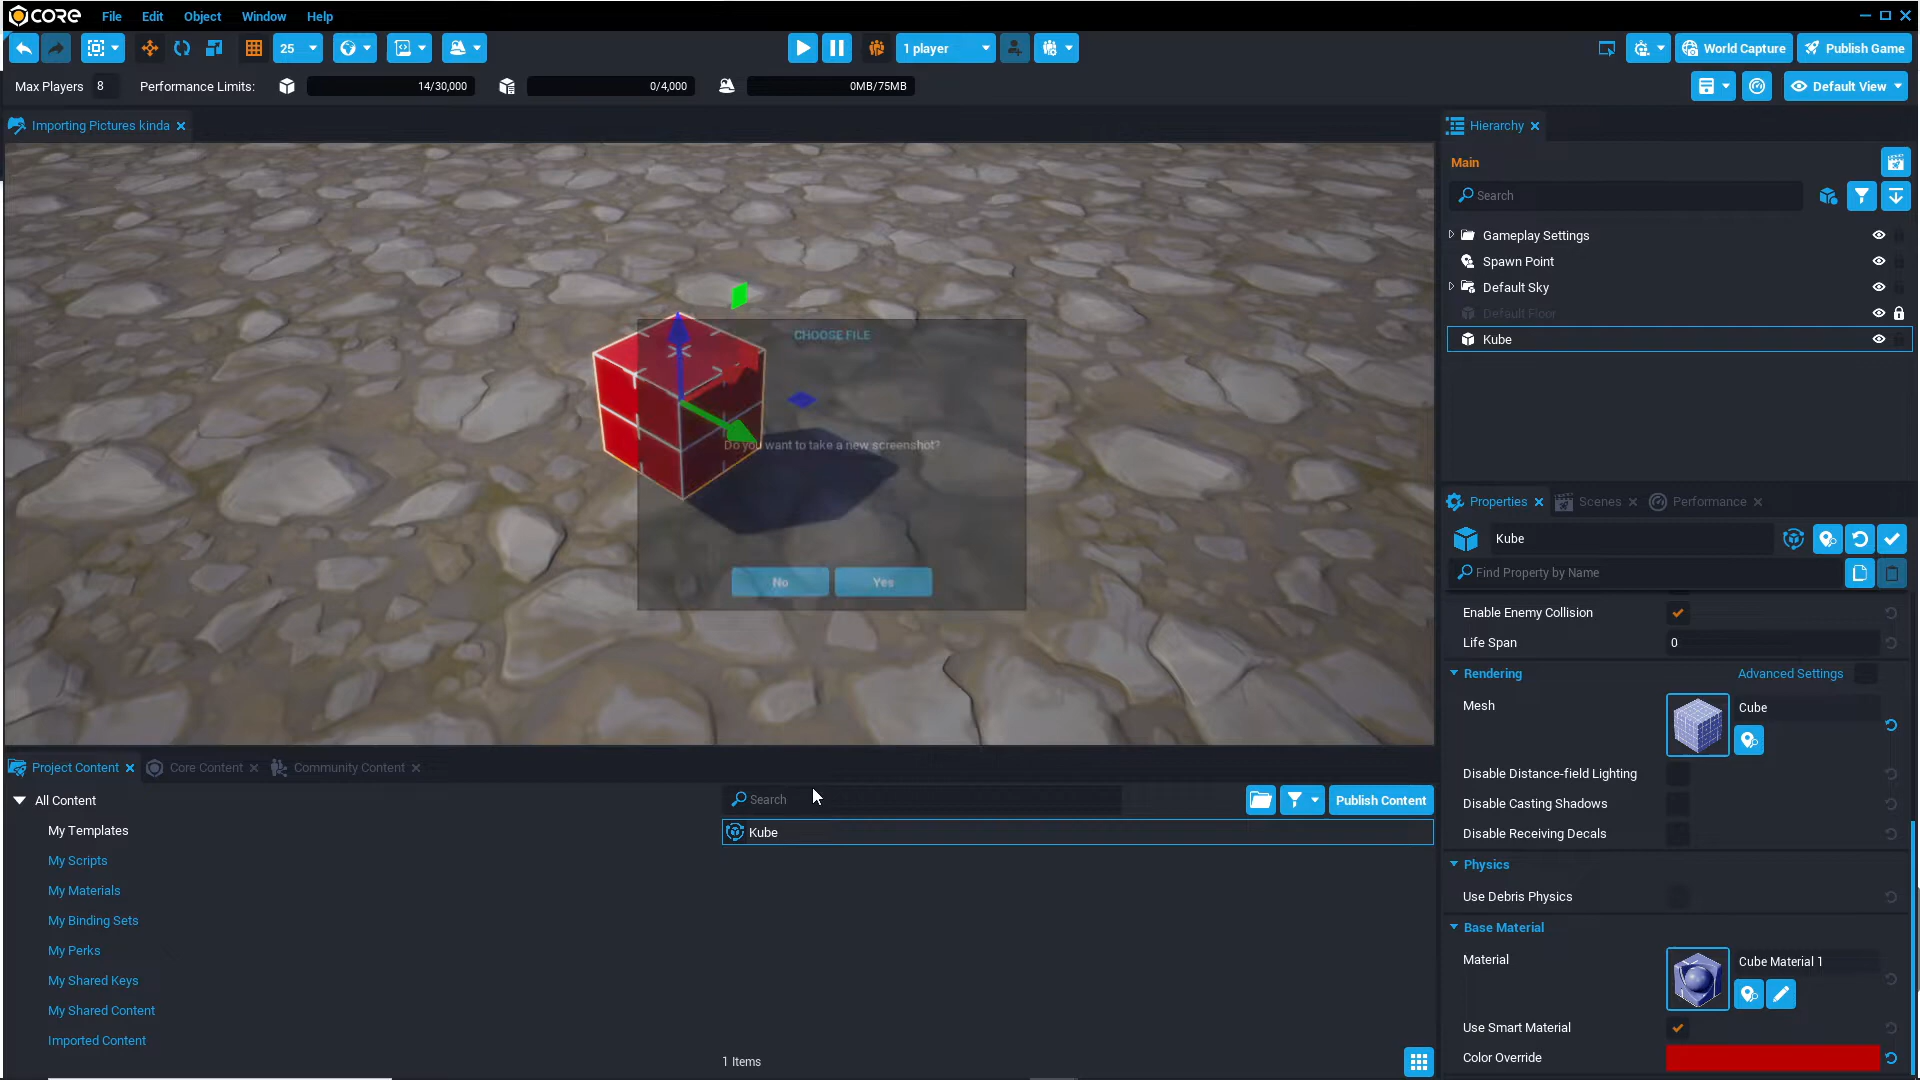 CORE File Edit Object Window Help
25 1 player World Capture Publish Game
Max Players 8 Performance Limits: 14/30,000 0/4,000 0MB/75MB Default View
Importing Pictures kinda
CHOOSE FILE
Do you want to take a new screenshot?
No Yes
Hierarchy
Main
Search
Gameplay Settings
Spawn Point
Default Sky
Default Floor
Kube
Properties Scenes Performance
Kube
Find Property by Name
Enable Enemy Collision
Life Span 0
Rendering Advanced Settings
Mesh Cube
Disable Distance-field Lighting
Disable Casting Shadows
Disable Receiving Decals
Physics
Use Debris Physics
Base Material
Material Cube Material 1
Use Smart Material
Color Override
Project Content Core Content Community Content
All Content
My Templates
My Scripts
My Materials
My Binding Sets
My Perks
My Shared Keys
My Shared Content
Imported Content
Search Publish Content
Kube
1 Items